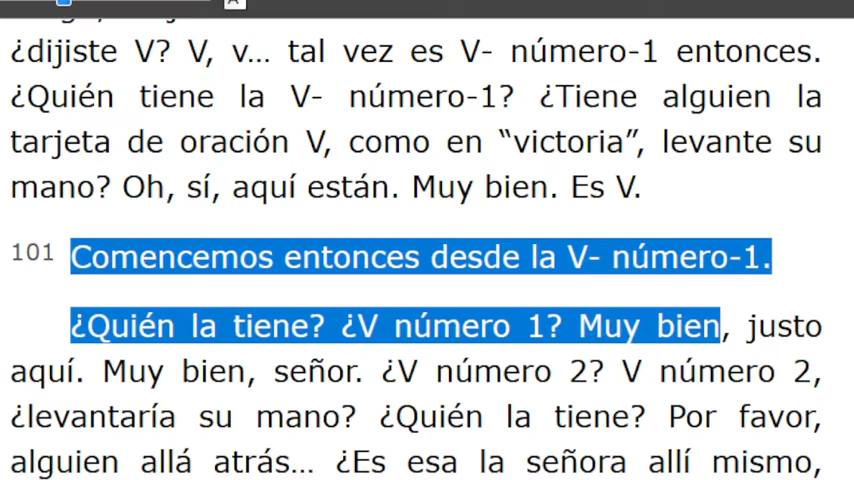 ¿dijiste V? V, v… tal vez es V- número-1 entonces.
¿Quién tiene la V- número-1? ¿Tiene alguien la
tarjeta de oración V, como en “victoria”, levante su
mano? Oh, sí, aquí están. Muy bien. Es V.
101 Comencemos entonces desde la V- número-1.
¿Quién la tiene? ¿V número 1? Muy bien, justo
aquí. Muy bien, señor. ¿V número 2? V número 2,
¿levantaría su mano? ¿Quién la tiene? Por favor,
alguien allá atrás… ¿Es esa la señora allí mismo,